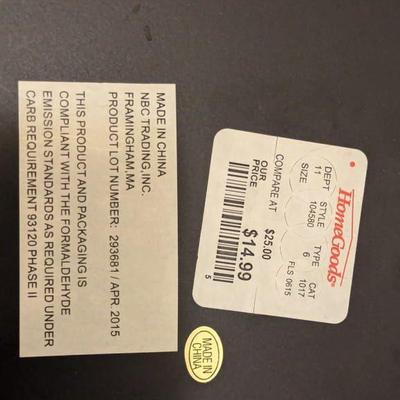 MADE IN CHINA
NBC TRADING, INC.
FRAMINGHAM, MA
PRODUCT LOT NUMBER: 293681 / APR. 2015
THIS PRODUCT AND PACKAGING IS
COMPLIANT WITH THE FORMALDEHYDE
EMISSION STANDARDS AS REQUIRED UNDER
CARB REQUIREMENT 93120 PHASE II
HomeGoods
DEPT STYLE TYPE CAT
11 104580 6 1017
SIZE FLS 0615
COMPARE AT $25.00
OUR PRICE $14.99
5
MADE IN
CHINA